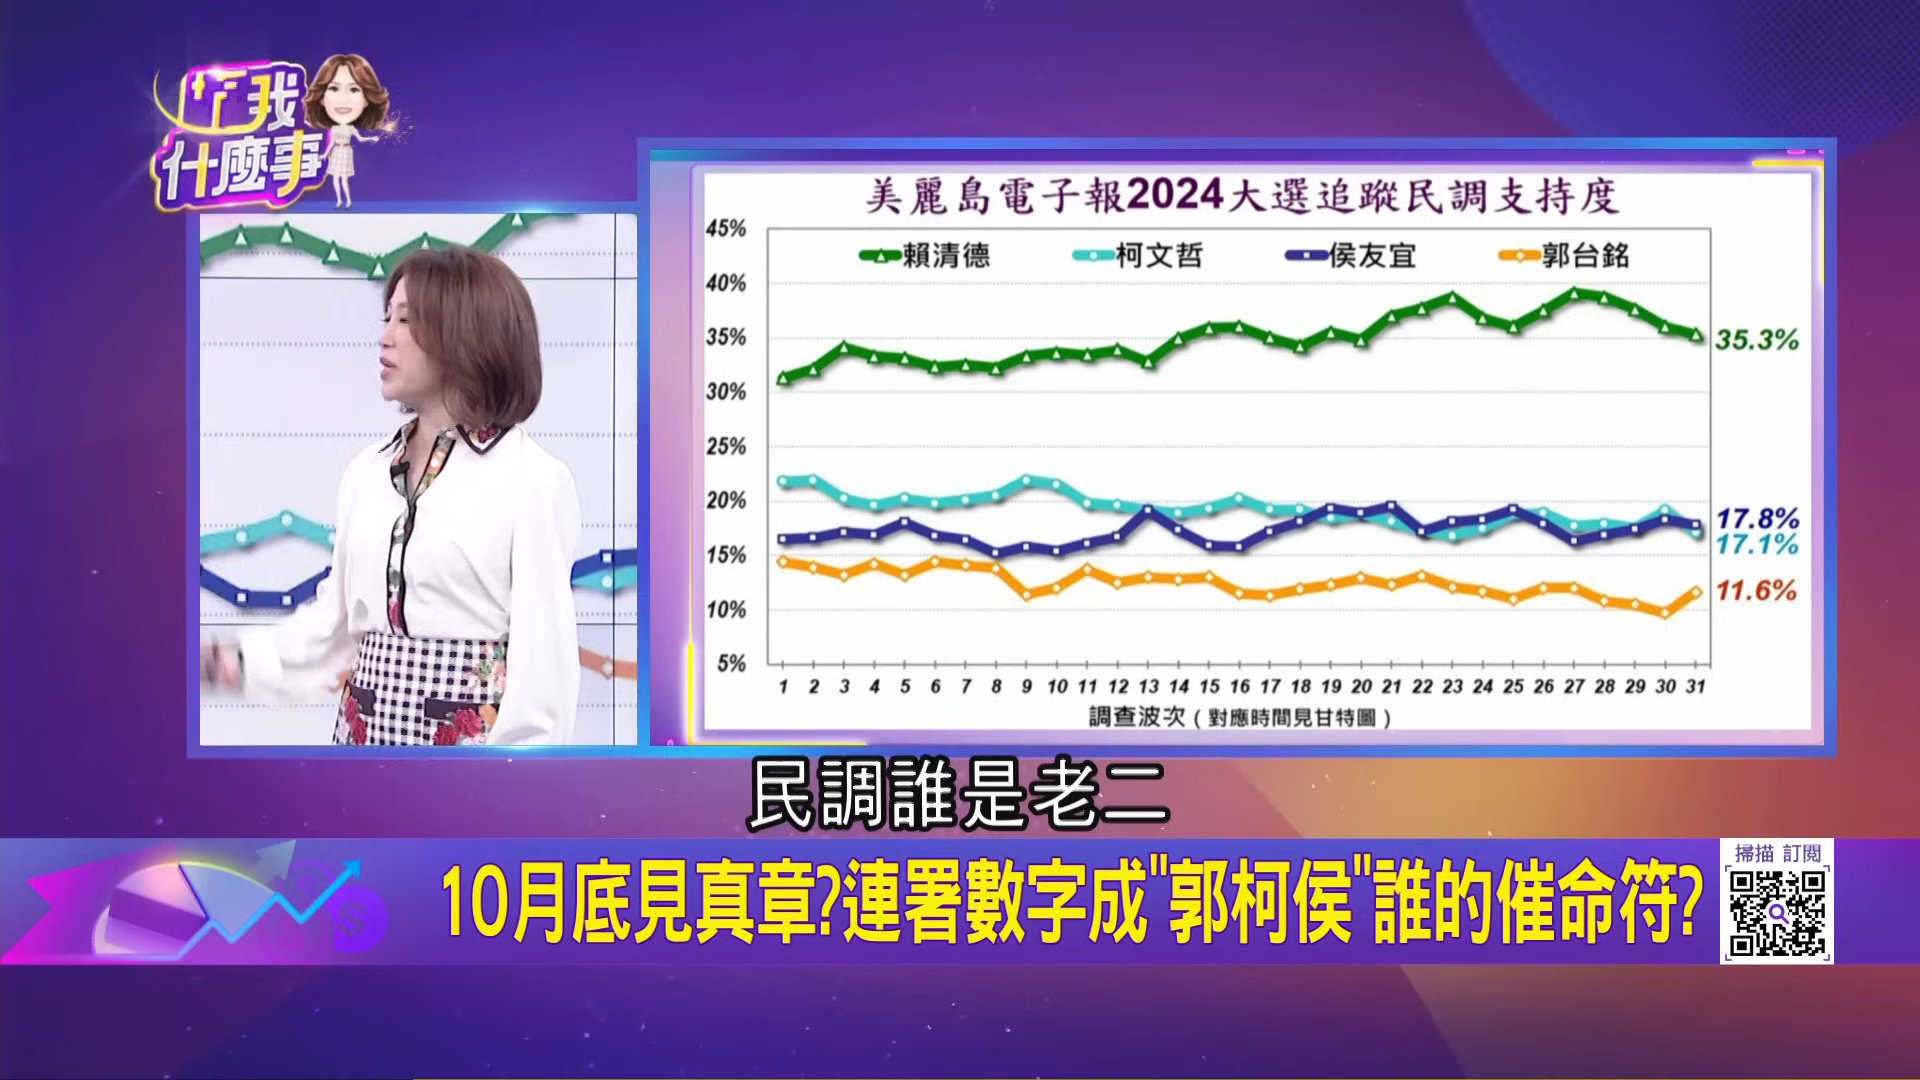 我
什麼事
美麗島電子報2024大選追蹤民調支持度
45%
40%
35%
30%
25%
20%
15%
10%
5%
賴清德 柯文哲 侯友宜 郭台銘
35.3%
17.8%
17.1%
11.6%
1 2 3 4 5 6 7 8 9 10 11 12 13 14 15 16 17 18 19 20 21 22 23 24 25 26 27 28 29 30 31
調查波次（對應時間見甘特圖）
民調誰是老二
10月底見真章?連署數字成"郭柯侯"誰的催命符?
掃描 訂閱